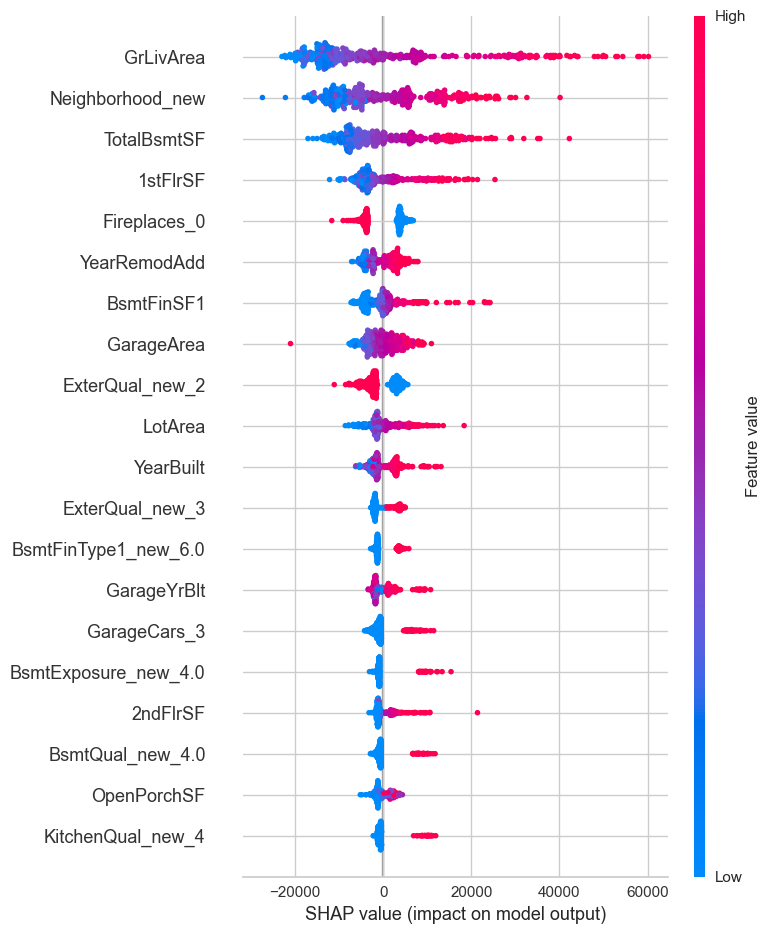 High
GrLivArea
Neighborhood_new
TotalBsmtSF
1stFlrSF
Fireplaces_0
YearRemodAdd
BsmtFinSF1
GarageArea
ExterQual_new_2
LotArea
YearBuilt
ExterQual_new_3
BsmtFinType1_new_6.0
GarageYrBlt
GarageCars_3
BsmtExposure_new_4.0
2ndFlrSF
BsmtQual_new_4.0
OpenPorchSF
KitchenQual_new_4
Feature value
Low
−20000 0 20000 40000 60000
SHAP value (impact on model output)